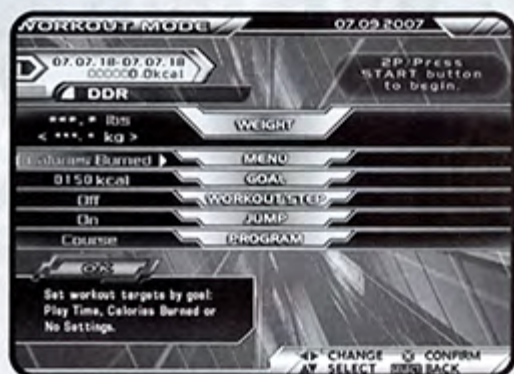 WORKOUT MODE
07.09.2007
07.07.18-07.07.18
000000.0kcal
DDR
2P/Press
START button
to begin.
***.* lbs
< ***.* kg >
WEIGHT
Calories Burned
MENU
0150 kcal
GOAL
Off
WORKOUT STEP
On
JUMP
Course
PROGRAM
OK
Set workout targets by goal:
Play Time, Calories Burned or
No Settings.
CHANGE CONFIRM
SELECT BACK